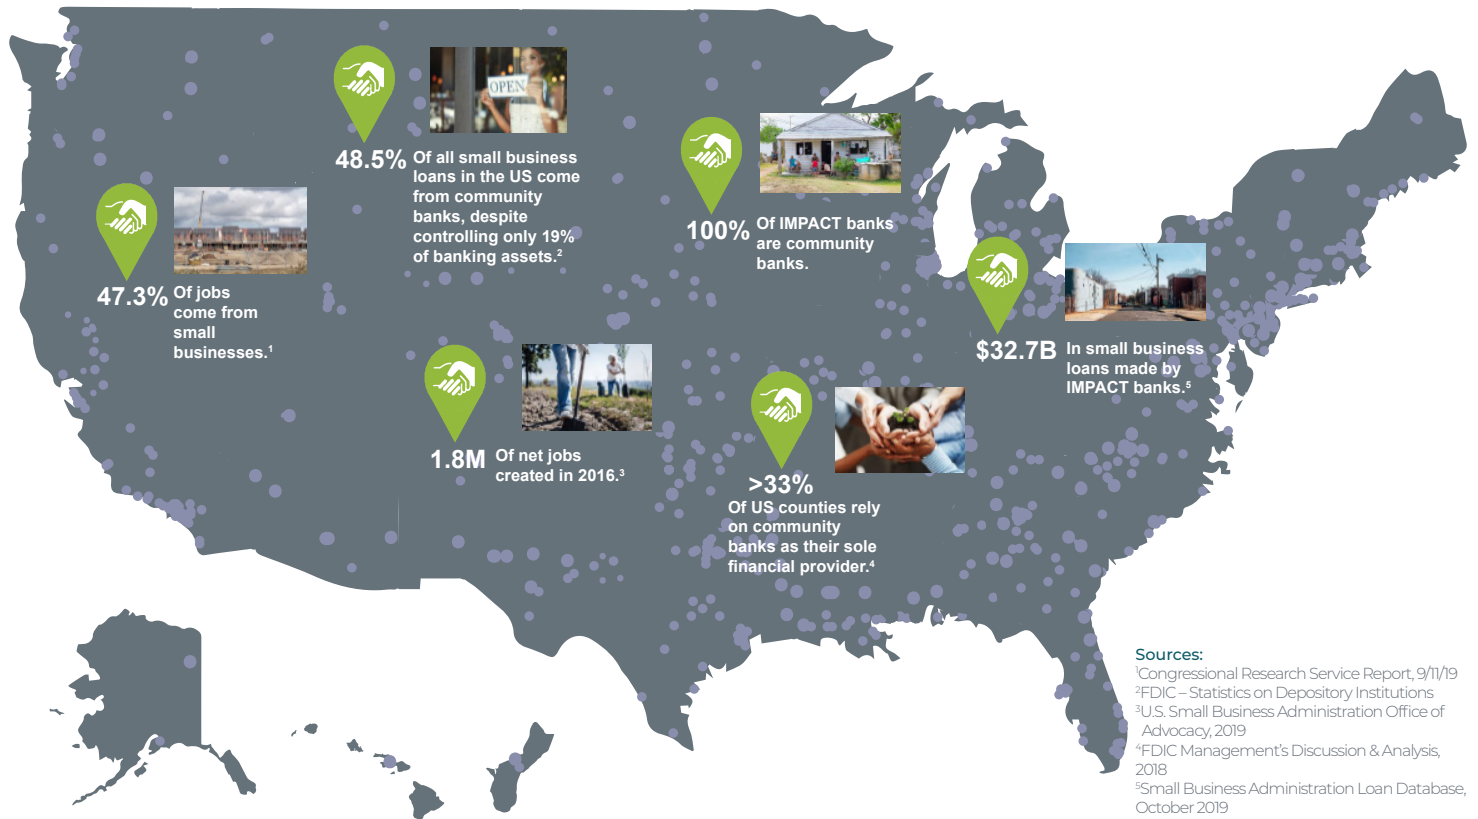 OPEN
48.5% Of all small business
loans in the US come
from community
banks, despite
controlling only 19%
of banking assets.²
100% Of IMPACT banks
are community
banks.
47.3% Of jobs
come from
small
businesses.¹
$32.7B In small business
loans made by
IMPACT banks.⁵
1.8M Of net jobs
created in 2016.³
>33%
Of US counties rely
on community
banks as their sole
financial provider.⁴
Sources:
¹Congressional Research Service Report, 9/11/19
²FDIC – Statistics on Depository Institutions
³U.S. Small Business Administration Office of
Advocacy, 2019
⁴FDIC Management’s Discussion & Analysis,
2018
⁵Small Business Administration Loan Database,
October 2019